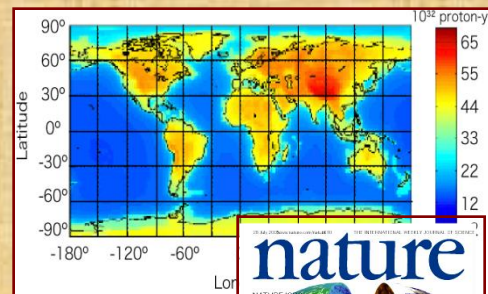 10³² proton-y
90°
60°
30°
0°
-30°
-60°
-90°
Latitude
65
55
44
33
22
12
-180° -120° -60°
Lon
THE INTERNATIONAL WEEKLY JOURNAL OF SCIENCE
nature